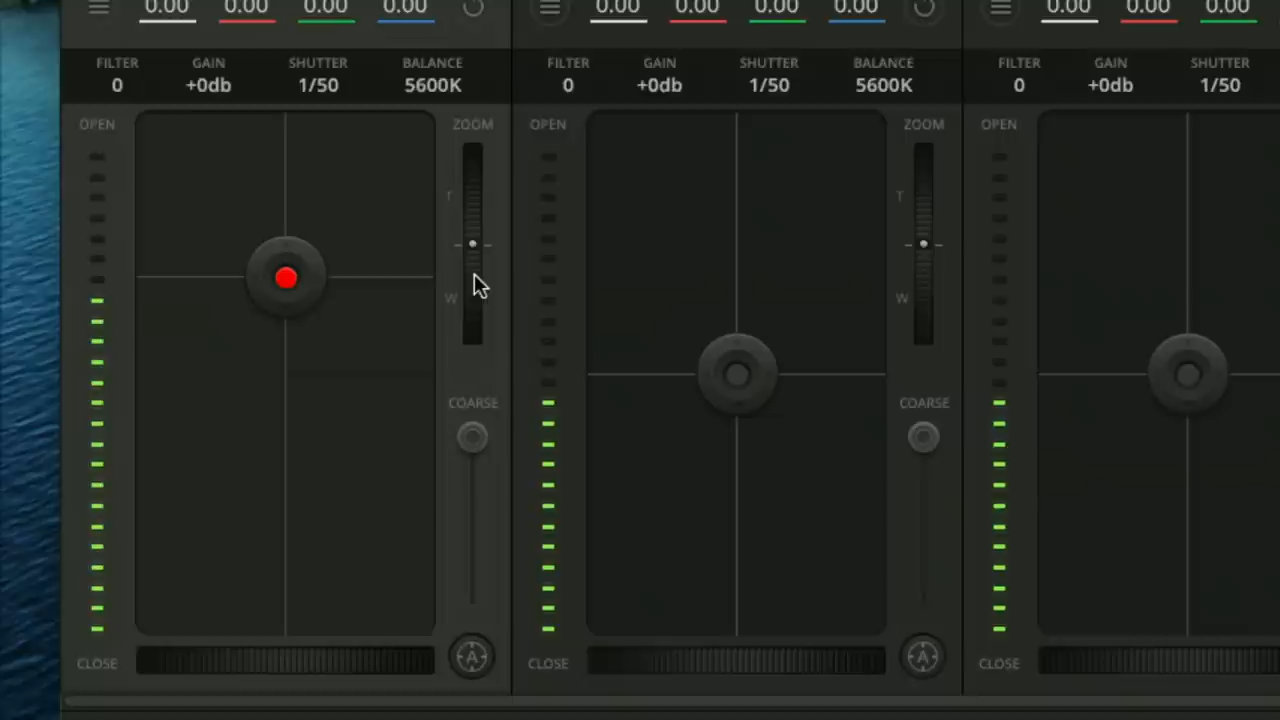 0.00 0.00 0.00 0.00 0.00 0.00 0.00 0.00 0.00 0.00 0.00
FILTER GAIN SHUTTER BALANCE FILTER GAIN SHUTTER BALANCE FILTER GAIN SHUTTER
0 +0db 1/50 5600K 0 +0db 1/50 5600K 0 +0db 1/50
OPEN ZOOM OPEN ZOOM OPEN
T T
W W
COARSE COARSE
A A
CLOSE CLOSE CLOSE